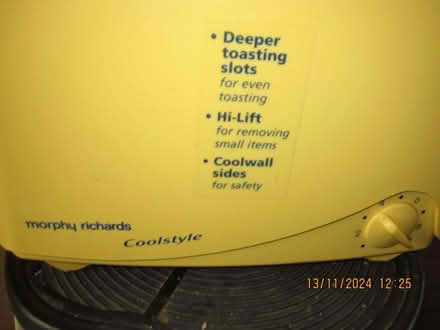 • Deeper
toasting
slots
for even
toasting
• Hi-Lift
for removing
small items
• Coolwall
sides
for safety
morphy richards
Coolstyle
2
13/11/2024 12:25